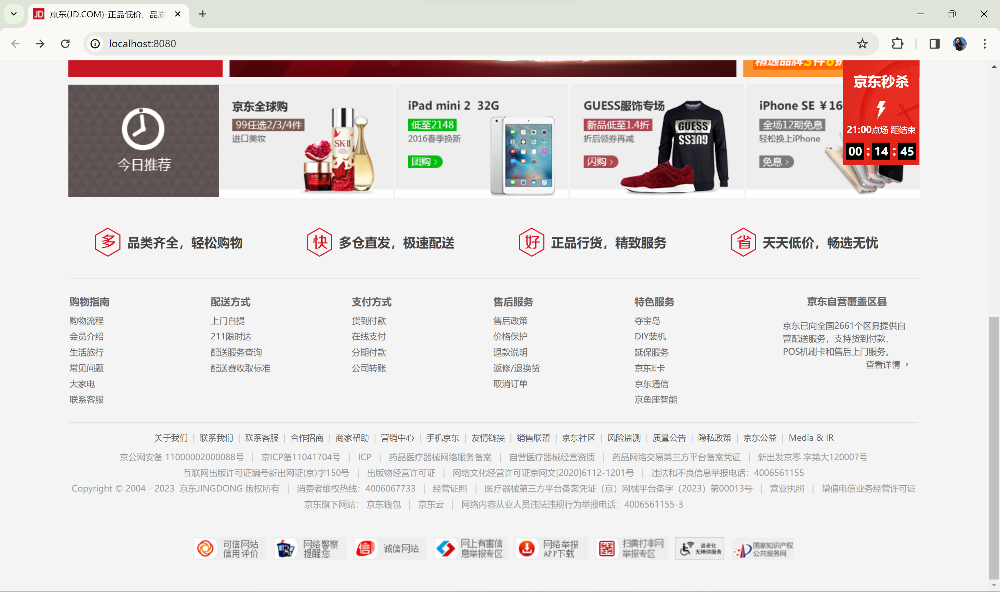 JD 京东(JD.COM)-正品低价、品质
localhost:8080
精选品牌3件8折
京东秒杀
21:00点场 距结束
00 : 14 : 45
今日推荐
京东全球购
99任选2/3/4件
进口美妆
SK-II
iPad mini 2 32G
低至2148
2016春季换新
团购 >
GUESS服饰专场
新品低至1.4折
折后领券再减
闪购 >
GUESS
iPhone SE ￥16
全场12期免息
轻松换上iPhone
免息 >
多 品类齐全，轻松购物
快 多仓直发，极速配送
好 正品行货，精致服务
省 天天低价，畅选无忧
购物指南
购物流程
会员介绍
生活旅行
常见问题
大家电
联系客服
配送方式
上门自提
211限时达
配送服务查询
配送费收取标准
支付方式
货到付款
在线支付
分期付款
公司转账
售后服务
售后政策
价格保护
退款说明
返修/退换货
取消订单
特色服务
夺宝岛
DIY装机
延保服务
京东E卡
京东通信
京鱼座智能
京东自营覆盖区县
京东已向全国2661个区县提供自
营配送服务，支持货到付款、
POS机刷卡和售后上门服务。
查看详情 >
关于我们 | 联系我们 | 联系客服 | 合作招商 | 商家帮助 | 营销中心 | 手机京东 | 友情链接 | 销售联盟 | 京东社区 | 风险监测 | 质量公告 | 隐私政策 | 京东公益 | Media & IR
京公网安备 11000002000088号 | 京ICP备11041704号 | ICP | 药品医疗器械网络服务备案 | 自营医疗器械经营资质 | 药品网络交易第三方平台备案凭证 | 新出发京零 字第大120007号
互联网出版许可证编号新出网证(京)字150号 | 出版物经营许可证 | 网络文化经营许可证京网文[2020]6112-1201号 | 违法和不良信息举报电话：4006561155
Copyright © 2004 - 2023 京东JINGDONG 版权所有 | 消费者维权热线：4006067733 | 经营证照 | 医疗器械第三方平台备案凭证（京）网械平台备字（2023）第00013号 | 营业执照 | 增值电信业务经营许可证
京东旗下网站： 京东钱包 | 京东云 | 网络内容从业人员违法违规行为举报电话：4006561155-3
可信网站
信用评价
网络警察
提醒您
诚信网站
网上有害信
息举报专区
网络举报
APP下载
扫黄打非网
举报专区
适老化
无障碍服务
国家知识产权
公共服务网